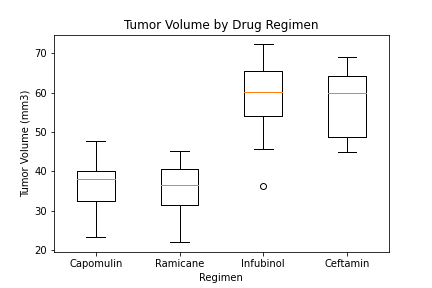 Tumor Volume by Drug Regimen
Tumor Volume (mm3)
70
60
50
40
30
20
Capomulin Ramicane Infubinol Ceftamin
Regimen